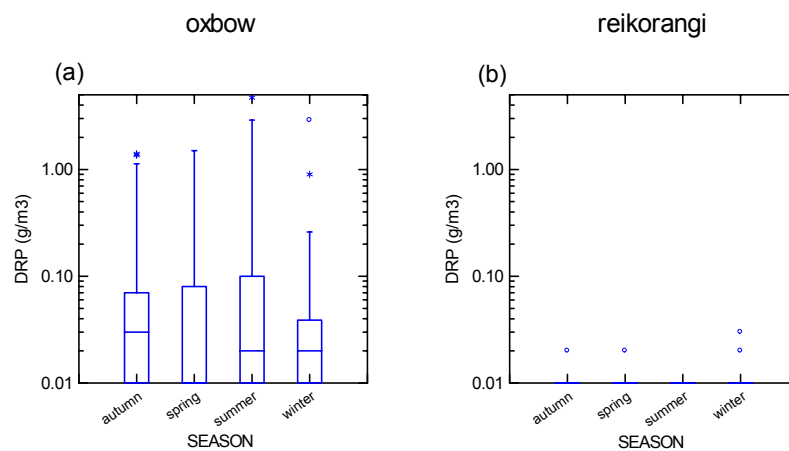 oxbow
reikorangi
(a)
(b)
1.00
0.10
0.01
DRP (g/m3)
autumn
spring
summer
winter
SEASON
1.00
0.10
0.01
DRP (g/m3)
autumn
spring
summer
winter
SEASON